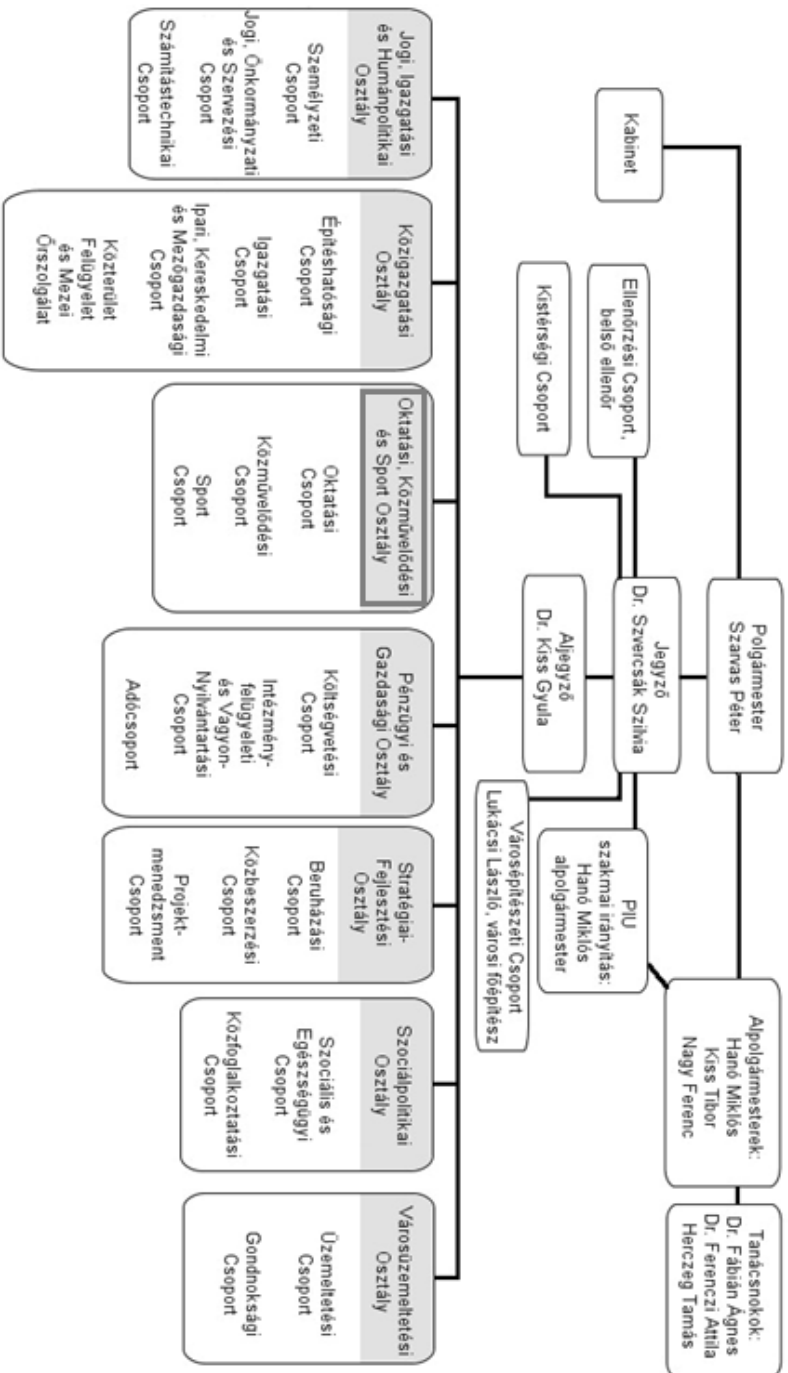 Polgármester
Szarvas Péter
Alpolgármesterek:
Hanó Miklós
Kiss Tibor
Nagy Ferenc
Tanácsnokok:
Dr. Fábián Ágnes
Dr. Ferenczi Attila
Herczeg Tamás
Kabinet
Ellenőrzési Csoport,
belső ellenőr
Jegyző
Dr. Szvercsák Szilvia
PIU
szakmai irányítás:
Hanó Miklós
alpolgármester
Kistérségi Csoport
Aljegyző
Dr. Kiss Gyula
Városépítészeti Csoport
Lukácsi László, városi főépítész
Jogi, Igazgatási
és Humánpolitikai
Osztály
Személyzeti
Csoport
Jogi, Önkormányzati
és Szervezési
Csoport
Számítástechnikai
Csoport
Közigazgatási
Osztály
Építéshatósági
Csoport
Igazgatási
Csoport
Ipari, Kereskedelmi
és Mezőgazdasági
Csoport
Közterület
Felügyelet
és Mezei
Őrszolgálat
Oktatási, Közművelődési
és Sport Osztály
Oktatási
Csoport
Közművelődési
Csoport
Sport
Csoport
Pénzügyi és
Gazdasági Osztály
Költségvetési
Csoport
Intézmény-
felügyeleti
és Vagyon-
Nyilvántartási
Csoport
Adócsoport
Stratégiai-
Fejlesztési
Osztály
Beruházási
Csoport
Közbeszerzési
Csoport
Projekt-
menedzsment
Csoport
Szociálpolitikai
Osztály
Szociális és
Egészségügyi
Csoport
Közfoglalkoztatási
Csoport
Városüzemeltetési
Osztály
Üzemeltetési
Csoport
Gondnoksági
Csoport